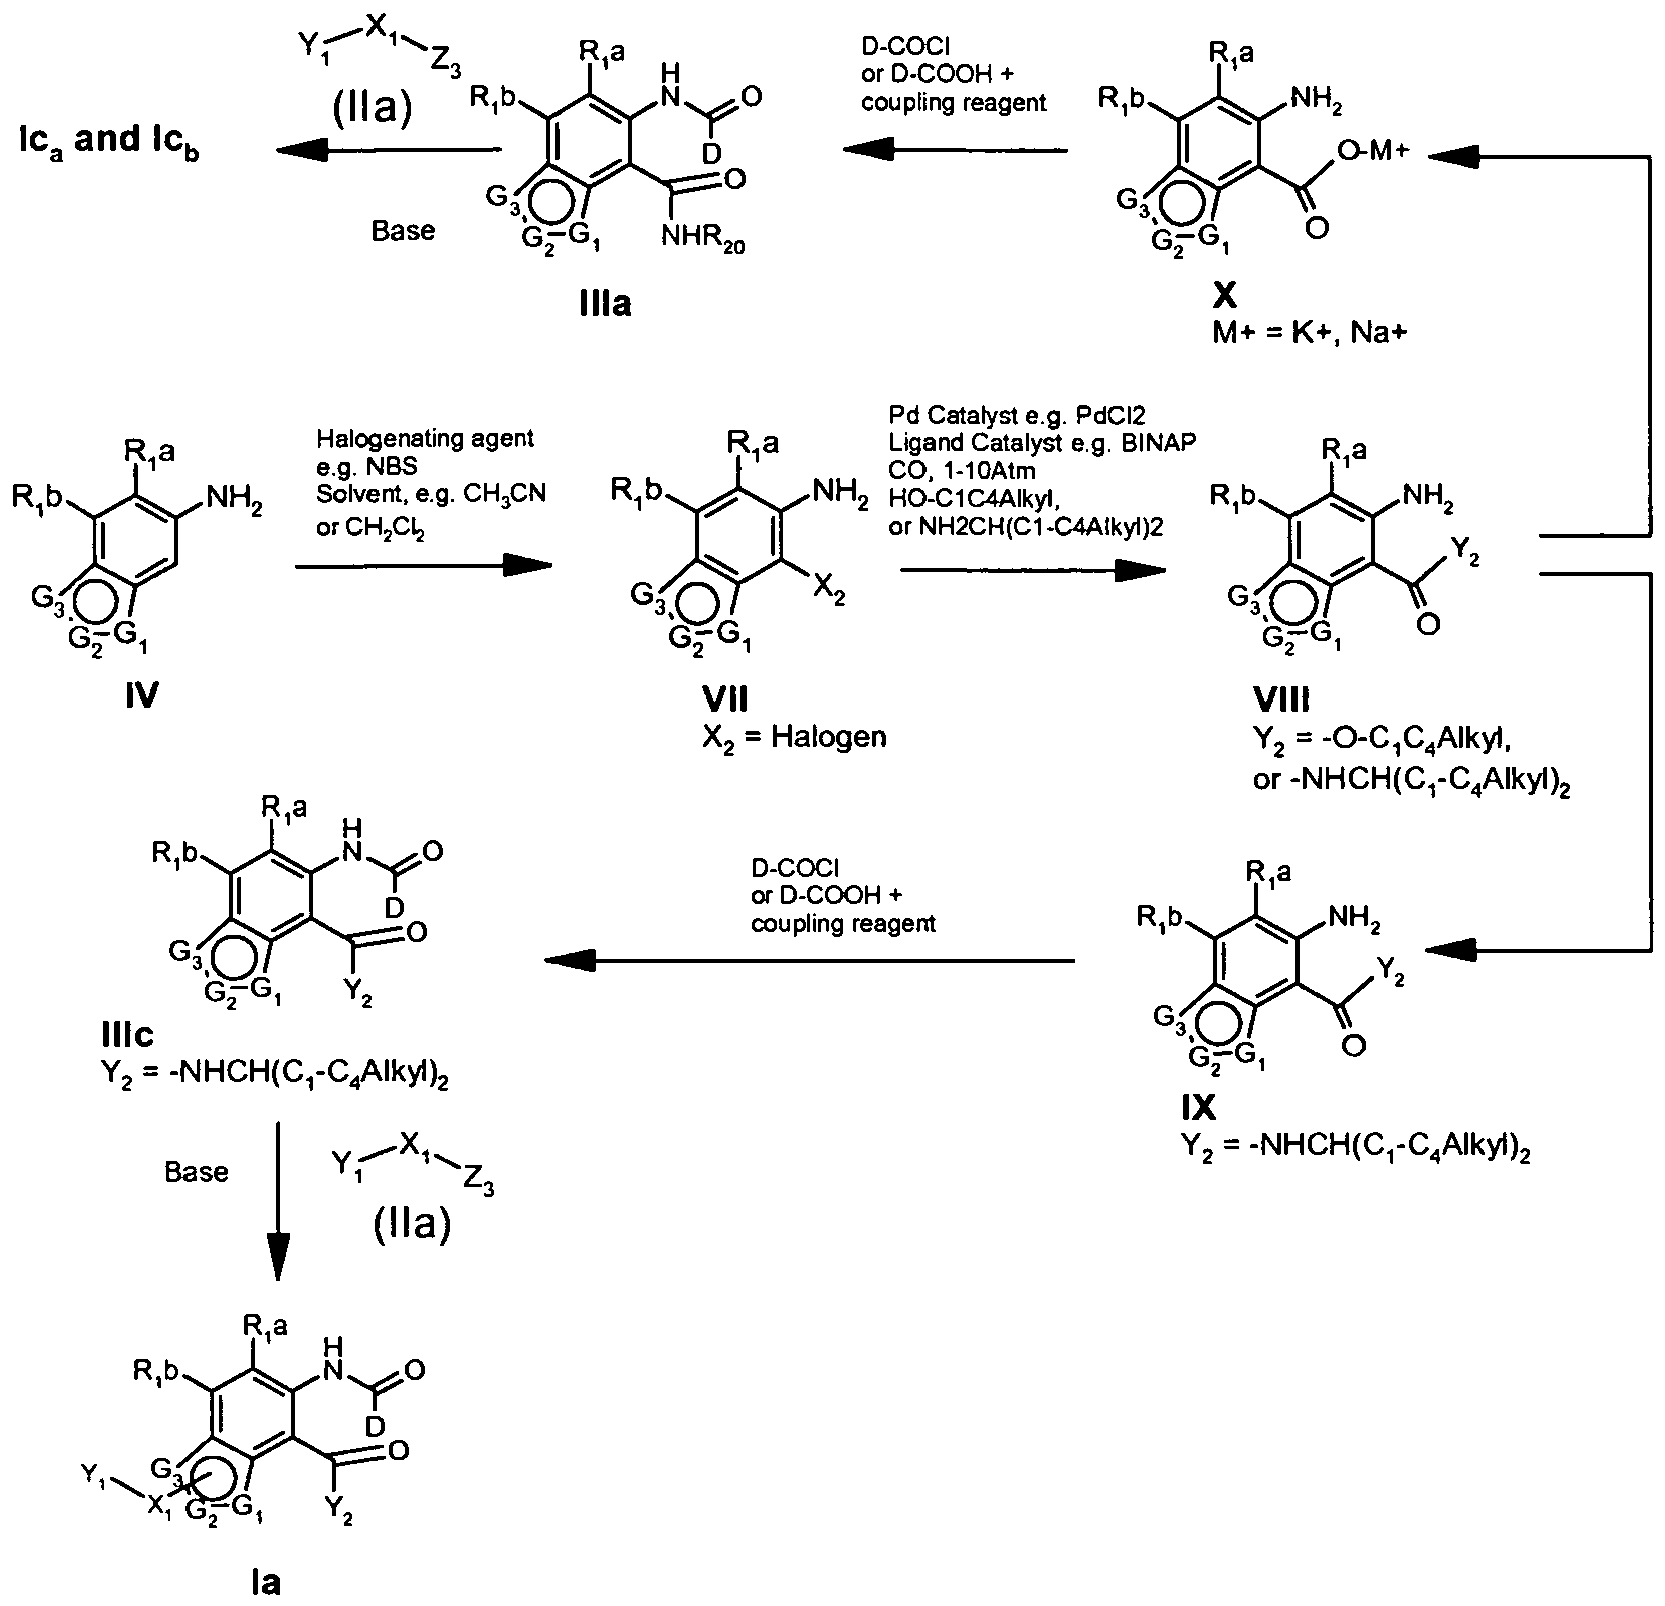 Y1 X1 Z3
(IIa)
Ica and Icb
Base
R1a
R1b
H
N
O
D
O
NHR20
G3
G2
G1
IIIa
D-COCl
or D-COOH +
coupling reagent
R1a
R1b
NH2
O-M+
O
G3
G2
G1
X
M+ = K+, Na+
R1a
R1b
NH2
G3
G2
G1
IV
Halogenating agent
e.g. NBS
Solvent, e.g. CH3CN
or CH2Cl2
R1a
R1b
NH2
X2
G3
G2
G1
VII
X2 = Halogen
Pd Catalyst e.g. PdCl2
Ligand Catalyst e.g. BINAP
CO, 1-10Atm
HO-C1C4Alkyl,
or NH2CH(C1-C4Alkyl)2
R1a
R1b
NH2
Y2
O
G3
G2
G1
VIII
Y2 = -O-C1C4Alkyl,
or -NHCH(C1-C4Alkyl)2
R1a
R1b
H
N
O
D
O
Y2
G3
G2
G1
IIIc
Y2 = -NHCH(C1-C4Alkyl)2
D-COCl
or D-COOH +
coupling reagent
R1a
R1b
NH2
Y2
O
G3
G2
G1
IX
Y2 = -NHCH(C1-C4Alkyl)2
Base
Y1 X1 Z3
(IIa)
R1a
R1b
H
N
O
D
O
Y2
Y1
X1
G3
G2
G1
Ia